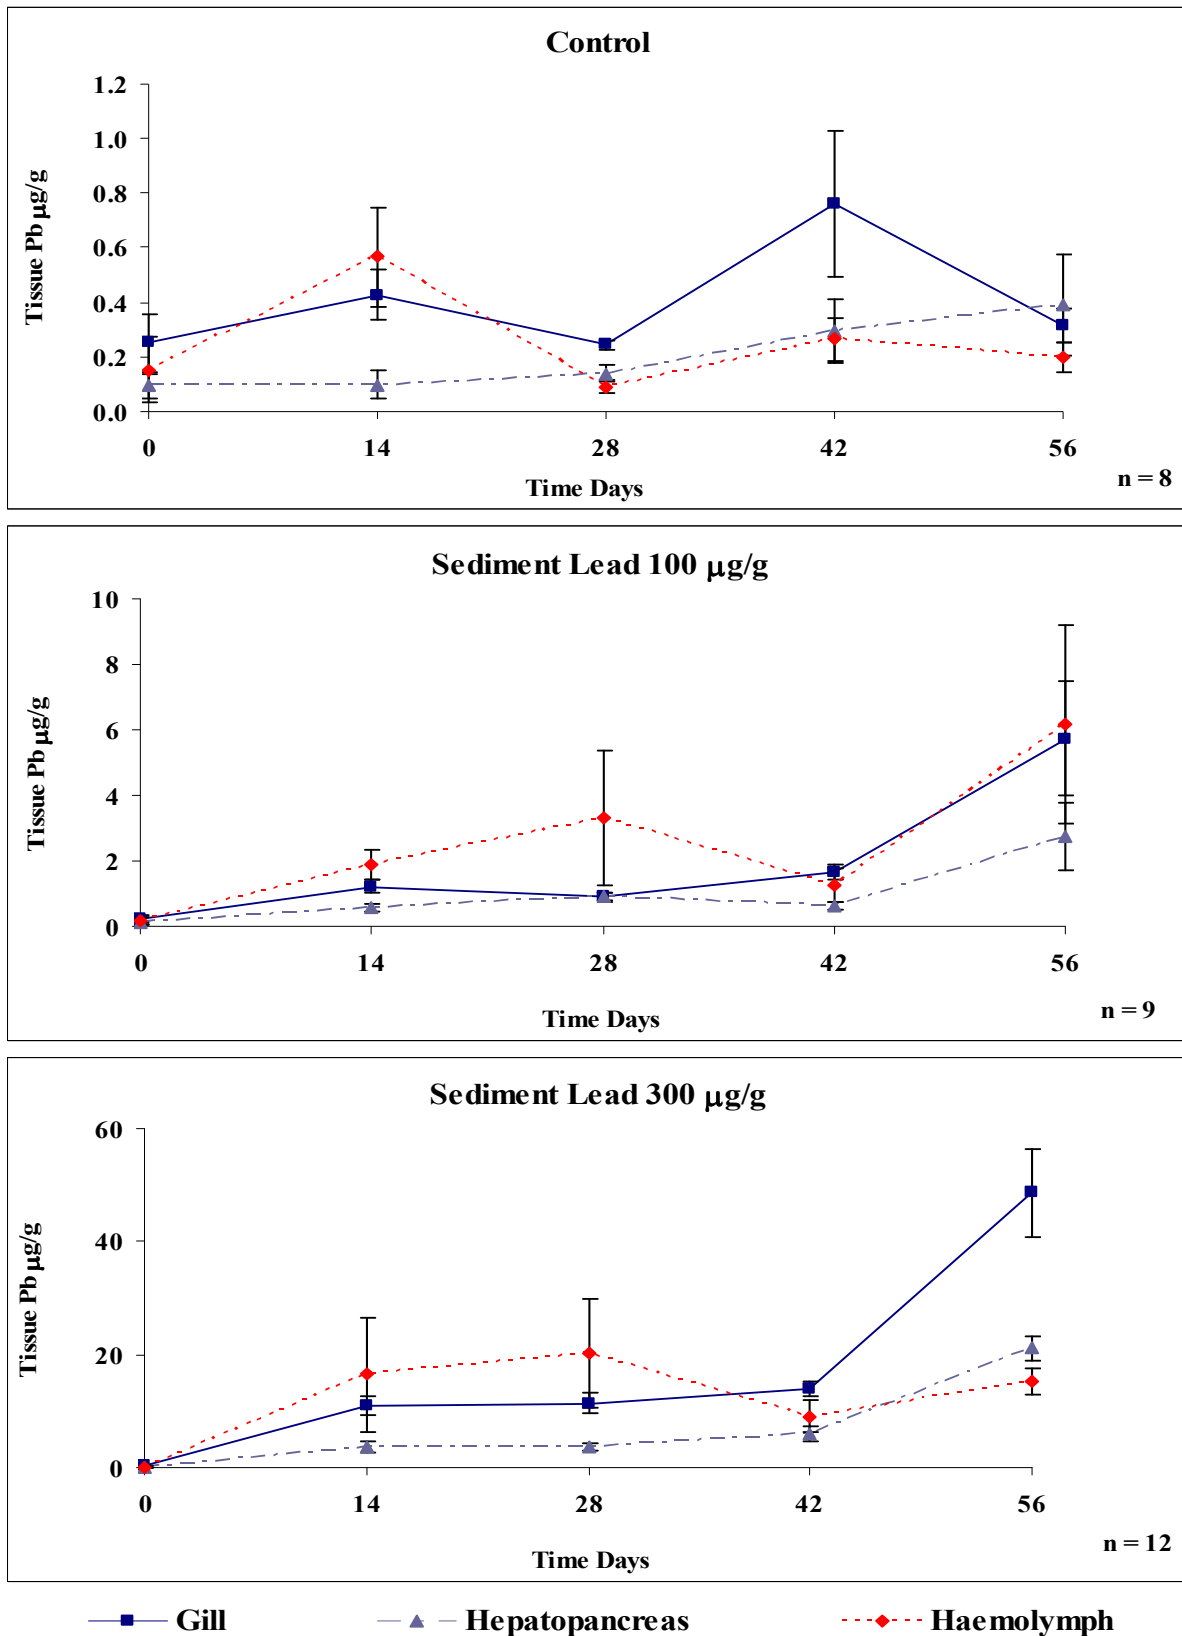 Control
Tissue Pb µg/g
1.2
1.0
0.8
0.6
0.4
0.2
0.0
0 14 28 42 56
Time Days
n = 8
Sediment Lead 100 µg/g
Tissue Pb µg/g
10
8
6
4
2
0
0 14 28 42 56
Time Days
n = 9
Sediment Lead 300 µg/g
Tissue Pb µg/g
60
40
20
0
0 14 28 42 56
Time Days
n = 12
Gill Hepatopancreas Haemolymph